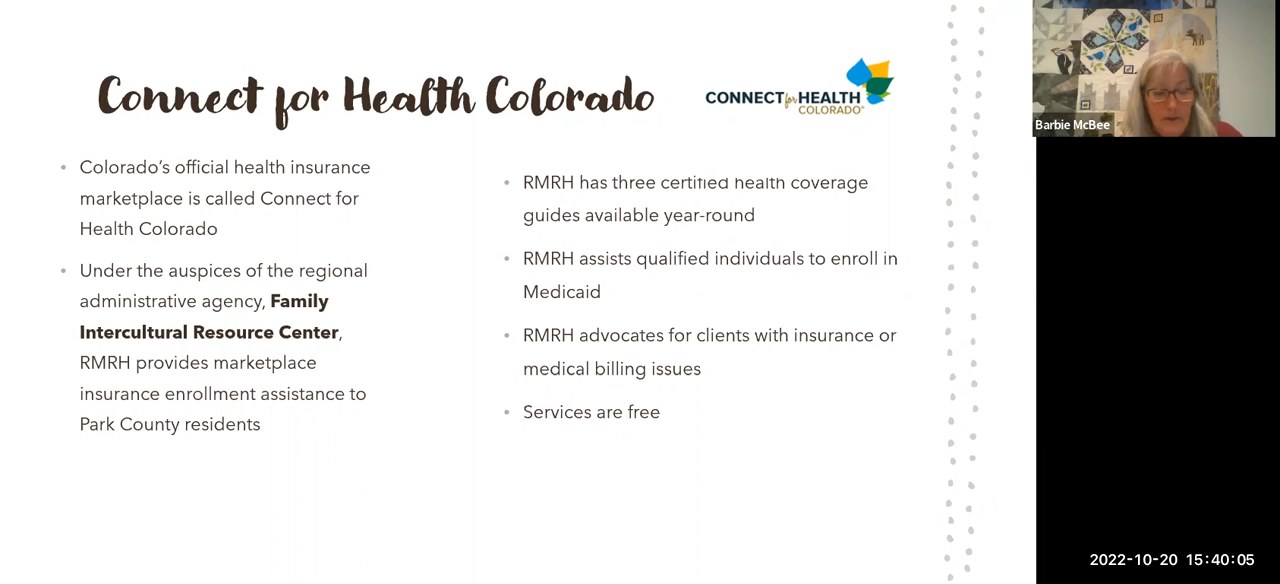 Connect for Health Colorado
CONNECT for HEALTH
COLORADO
Colorado’s official health insurance
marketplace is called Connect for
Health Colorado
Under the auspices of the regional
administrative agency, Family
Intercultural Resource Center,
RMRH provides marketplace
insurance enrollment assistance to
Park County residents
RMRH has three certified health coverage
guides available year-round
RMRH assists qualified individuals to enroll in
Medicaid
RMRH advocates for clients with insurance or
medical billing issues
Services are free
Barbie McBee
2022-10-20 15:40:05